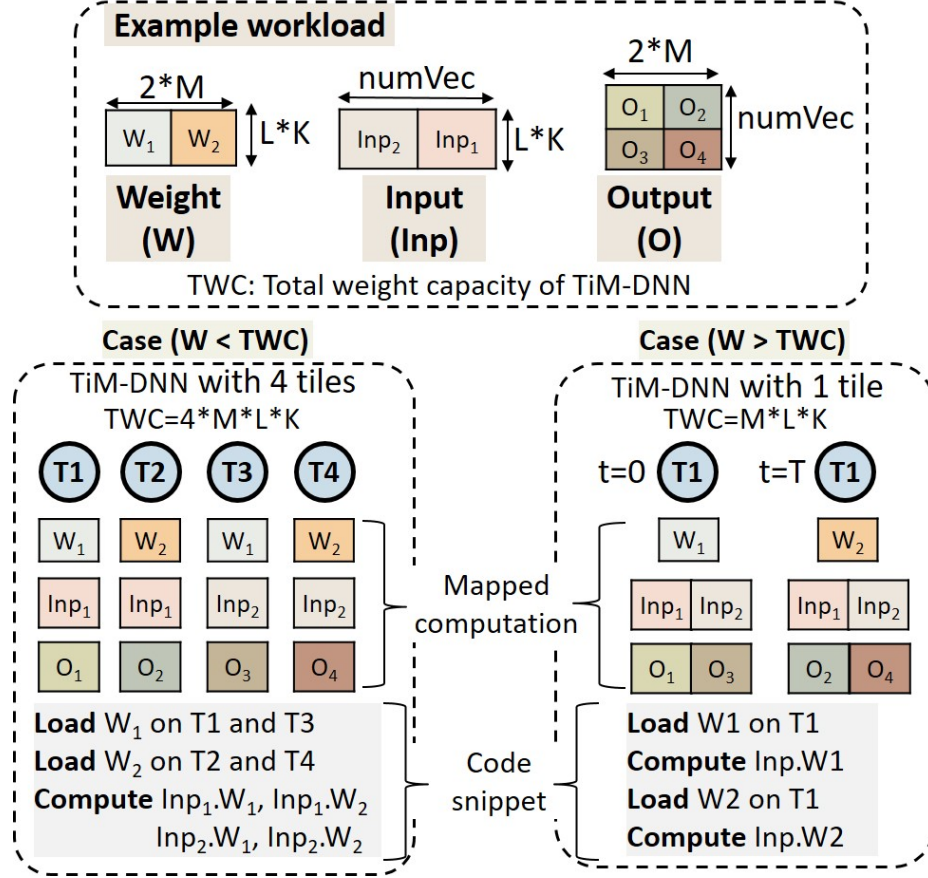 Example workload
2*M
numVec
2*M
W₁ W₂
L*K
Inp₂ Inp₁
L*K
O₁ O₂
O₃ O₄
numVec
Weight
(W)
Input
(Inp)
Output
(O)
TWC: Total weight capacity of TiM-DNN
Case (W < TWC)
TiM-DNN with 4 tiles
TWC=4*M*L*K
T1 T2 T3 T4
W₁ W₂ W₁ W₂
Inp₁ Inp₁ Inp₂ Inp₂
O₁ O₂ O₃ O₄
Load W₁ on T1 and T3
Load W₂ on T2 and T4
Compute Inp₁.W₁, Inp₁.W₂
Inp₂.W₁, Inp₂.W₂
Mapped
computation
Code
snippet
Case (W > TWC)
TiM-DNN with 1 tile
TWC=M*L*K
t=0 T1 t=T T1
W₁ W₂
Inp₁ Inp₂ Inp₁ Inp₂
O₁ O₃ O₂ O₄
Load W1 on T1
Compute Inp.W1
Load W2 on T1
Compute Inp.W2